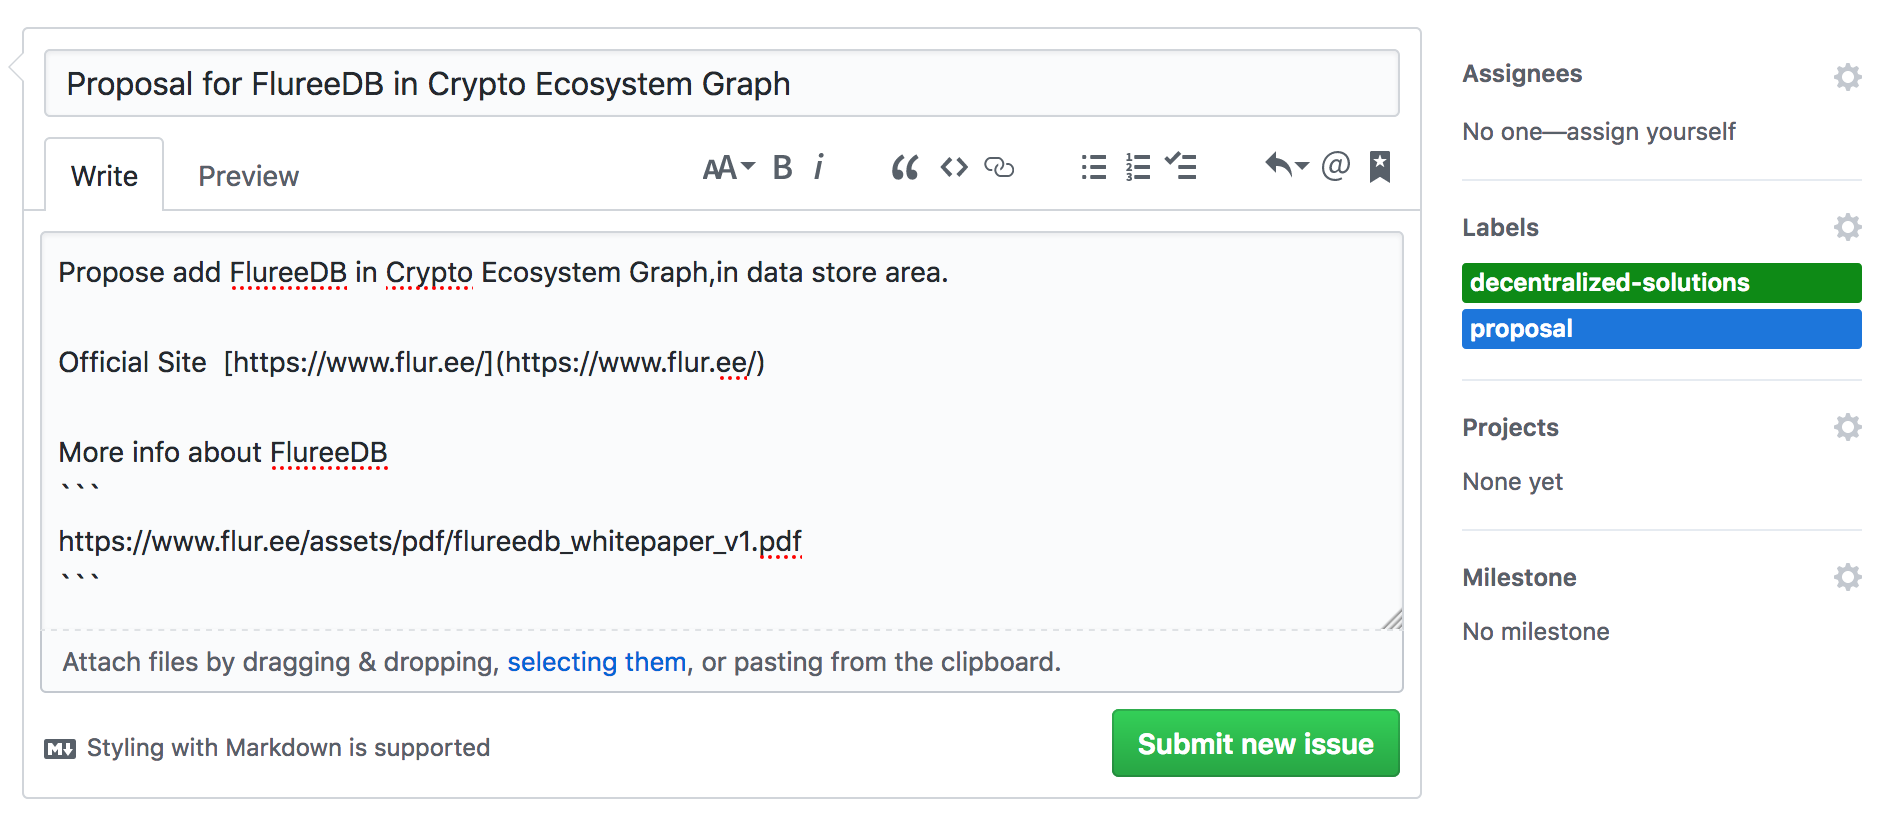 Proposal for FlureeDB in Crypto Ecosystem Graph
Write
Preview
AA B i “ <> @
Propose add FlureeDB in Crypto Ecosystem Graph,in data store area.
Official Site  [https://www.flur.ee/](https://www.flur.ee/)
More info about FlureeDB
```
https://www.flur.ee/assets/pdf/flureedb_whitepaper_v1.pdf
```
Attach files by dragging & dropping, selecting them, or pasting from the clipboard.
M Styling with Markdown is supported
Submit new issue
Assignees
No one—assign yourself
Labels
decentralized-solutions
proposal
Projects
None yet
Milestone
No milestone